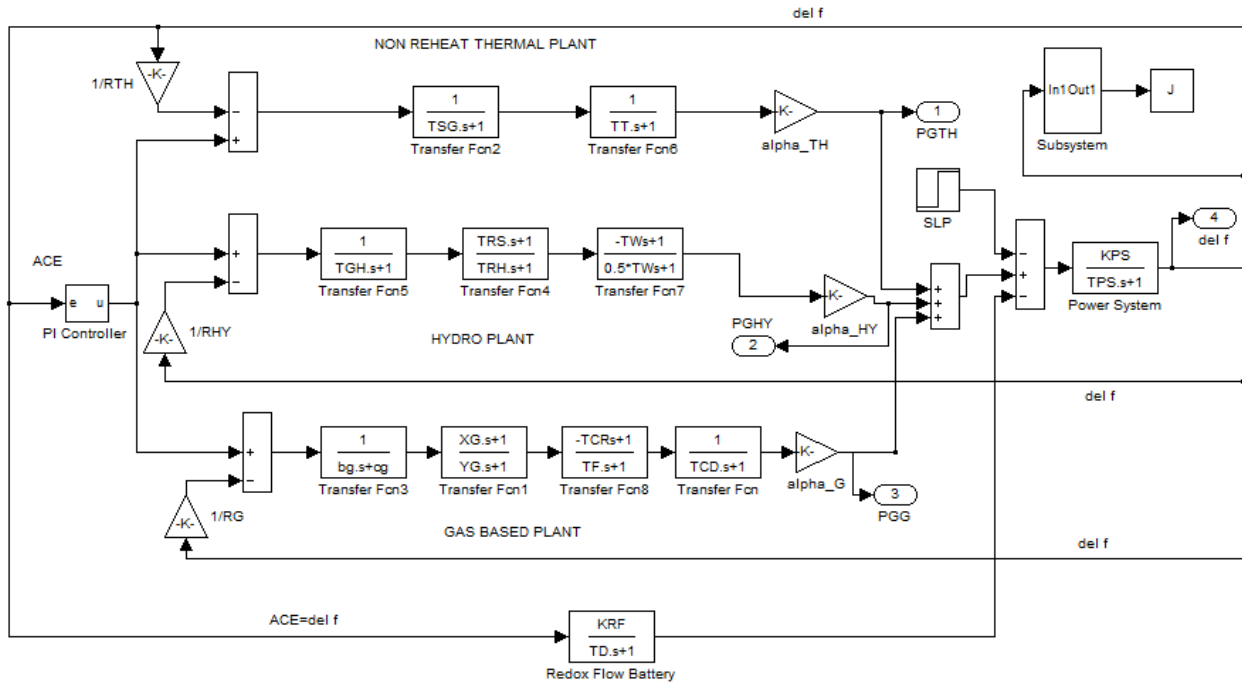 del f
NON REHEAT THERMAL PLANT
1/RTH
-K-
−
+
1
TSG.s+1
Transfer Fcn2
1
TT.s+1
Transfer Fcn6
K-
alpha_TH
1
PGTH
In1 Out1
Subsystem
J
SLP
4
del f
ACE
e u
PI Controller
+
−
1
TGH.s+1
Transfer Fcn5
TRS.s+1
TRH.s+1
Transfer Fcn4
-TWs+1
0.5*TWs+1
Transfer Fcn7
K-
alpha_HY
+
+
+
−
+
−
KPS
TPS.s+1
Power System
-K-
1/RHY
HYDRO PLANT
PGHY
2
del f
+
−
1
bg.s+cg
Transfer Fcn3
XG.s+1
YG.s+1
Transfer Fcn1
-TCRs+1
TF.s+1
Transfer Fcn8
1
TCD.s+1
Transfer Fcn
-K-
alpha_G
3
PGG
-K-
1/RG
GAS BASED PLANT
del f
ACE=del f
KRF
TD.s+1
Redox Flow Battery